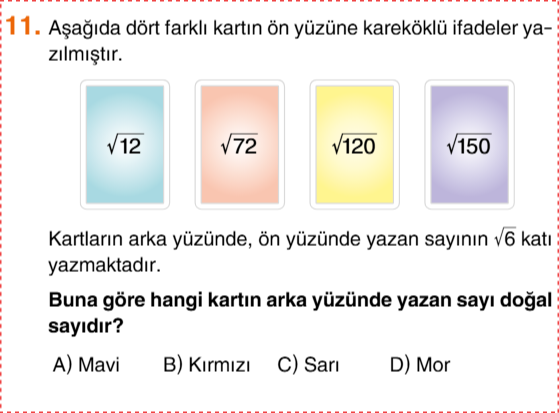 11. Aşağıda dört farklı kartın ön yüzüne kareköklü ifadeler ya-
zılmıştır.
√12 √72 √120 √150
Kartların arka yüzünde, ön yüzünde yazan sayının √6 katı
yazmaktadır.
Buna göre hangi kartın arka yüzünde yazan sayı doğal
sayıdır?
A) Mavi B) Kırmızı C) Sarı D) Mor